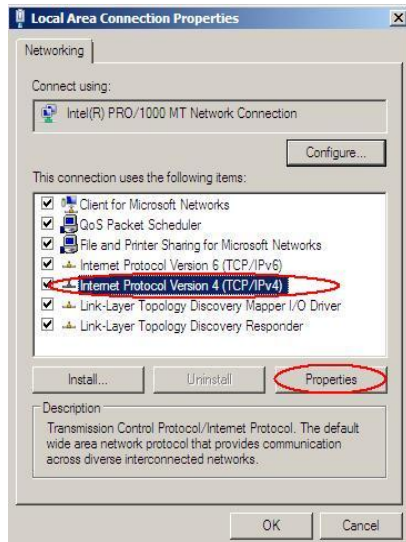 Local Area Connection Properties
Networking
Connect using:
Intel(R) PRO/1000 MT Network Connection
Configure...
This connection uses the following items:
Client for Microsoft Networks
QoS Packet Scheduler
File and Printer Sharing for Microsoft Networks
Internet Protocol Version 6 (TCP/IPv6)
Internet Protocol Version 4 (TCP/IPv4)
Link-Layer Topology Discovery Mapper I/O Driver
Link-Layer Topology Discovery Responder
Install...
Uninstall
Properties
Description
Transmission Control Protocol/Internet Protocol. The default
wide area network protocol that provides communication
across diverse interconnected networks.
OK
Cancel